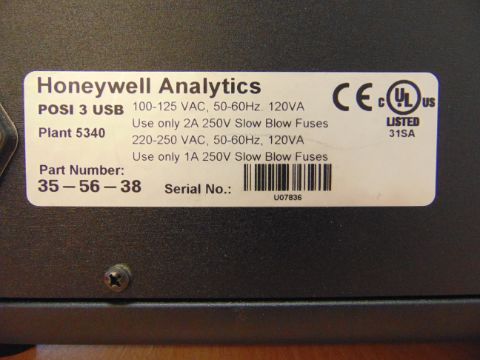 Honeywell Analytics
POSI 3 USB 100-125 VAC, 50-60Hz. 120VA
Use only 2A 250V Slow Blow Fuses
Plant 5340 220-250 VAC, 50-60Hz, 120VA
Use only 1A 250V Slow Blow Fuses
Part Number:
35-56-38 Serial No.:
U07836
CE c UL US
LISTED
31SA